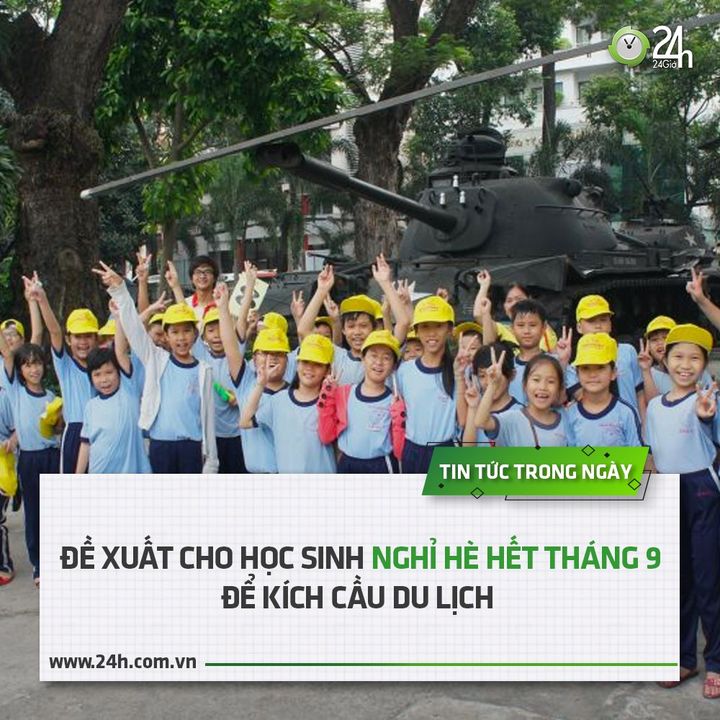 24h
24Giờ
TIN TỨC TRONG NGÀY
ĐỀ XUẤT CHO HỌC SINH NGHỈ HÈ HẾT THÁNG 9
ĐỂ KÍCH CẦU DU LỊCH
www.24h.com.vn